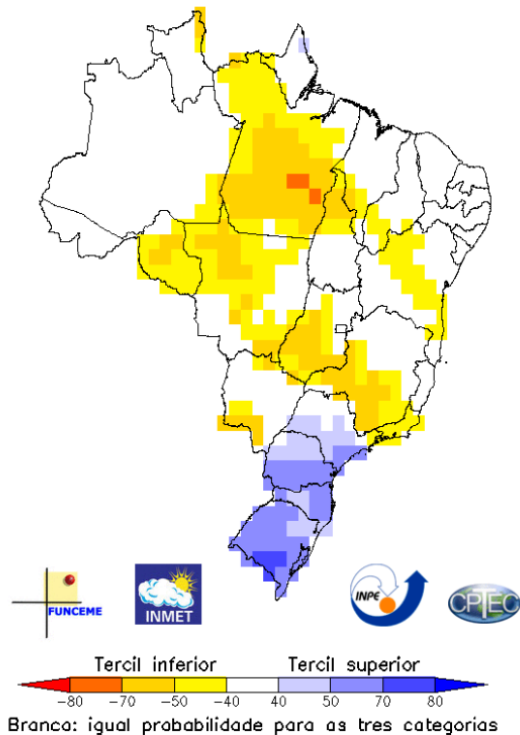 FUNCEME
INMET
INPE
CPTEC
Tercil inferior Tercil superior
-80 -70 -50 -40 40 50 70 80
Branco: igual probabilidade para as tres categorias